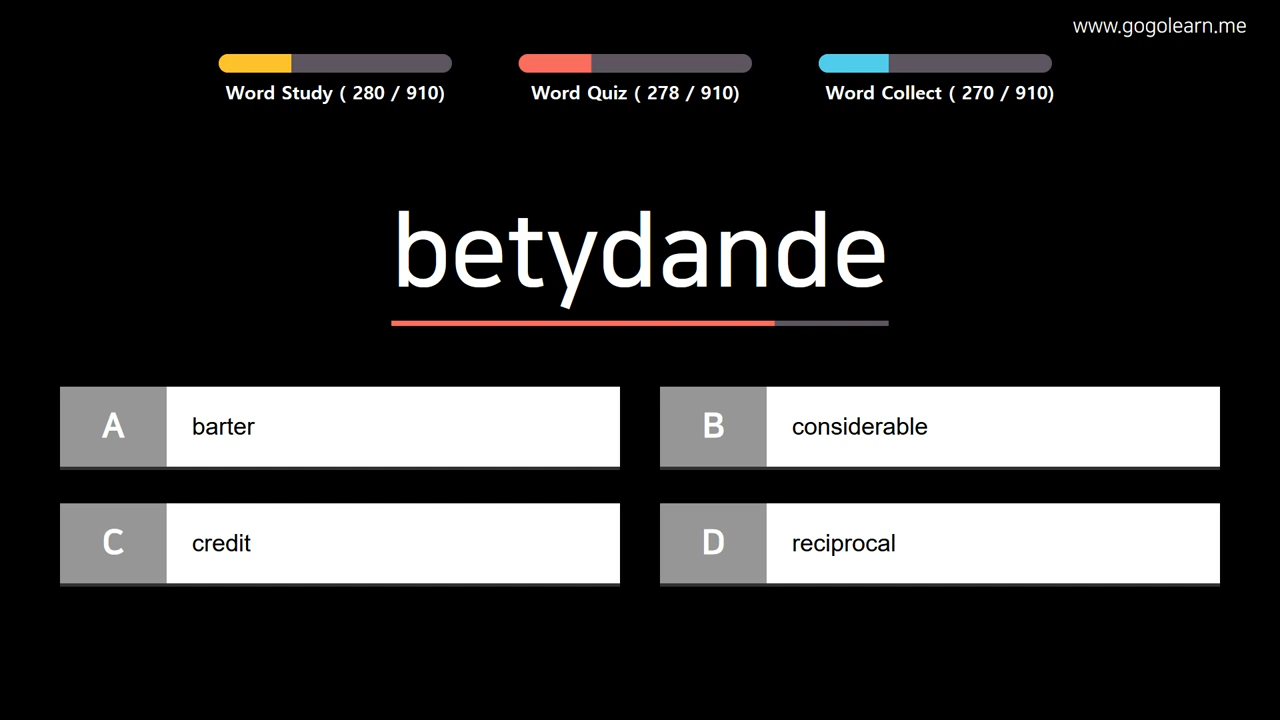 www.gogolearn.me
Word Study ( 280 / 910)
Word Quiz ( 278 / 910)
Word Collect ( 270 / 910)
betydande
A barter
B considerable
C credit
D reciprocal